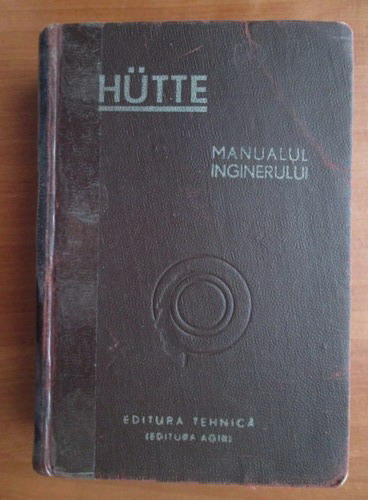 HÜTTE
MANUALUL
INGINERULUI
EDITURA TEHNICĂ
(EDITURA AGIR)